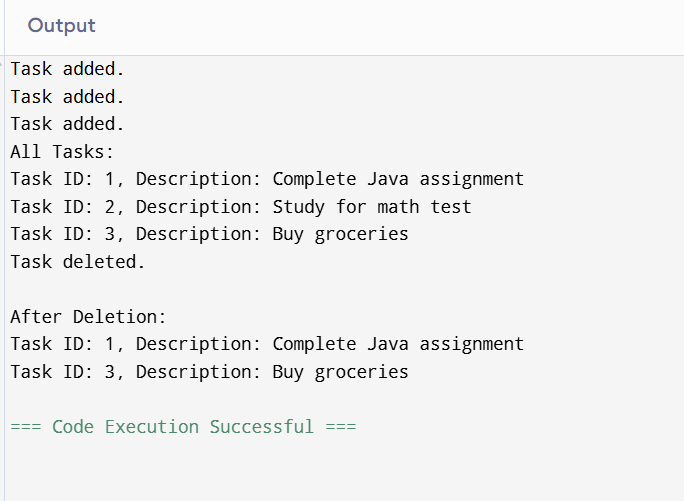 Output
Task added.
Task added.
Task added.
All Tasks:
Task ID: 1, Description: Complete Java assignment
Task ID: 2, Description: Study for math test
Task ID: 3, Description: Buy groceries
Task deleted.
After Deletion:
Task ID: 1, Description: Complete Java assignment
Task ID: 3, Description: Buy groceries
=== Code Execution Successful ===